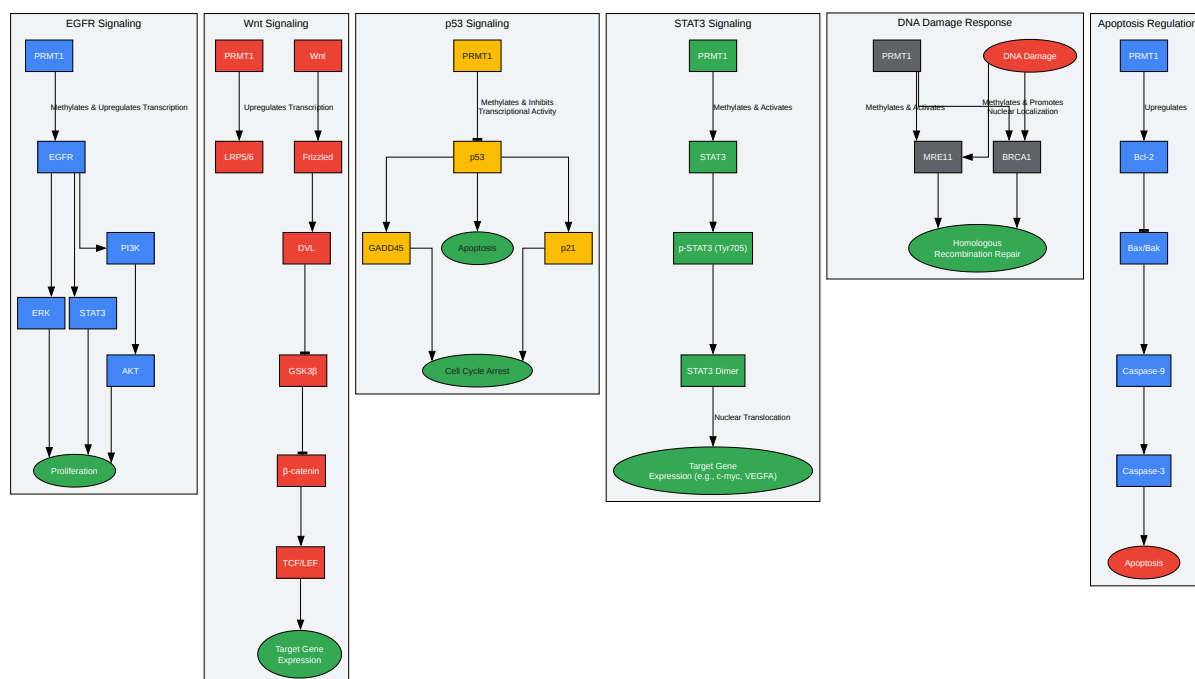 EGFR Signaling
PRMT1
Methylates & Upregulates Transcription
EGFR
PI3K
ERK
STAT3
AKT
Proliferation
Wnt Signaling
PRMT1
Wnt
Upregulates Transcription
LRP5/6
Frizzled
DVL
GSK3β
β-catenin
TCF/LEF
Target Gene
Expression
p53 Signaling
PRMT1
Methylates & Inhibits
Transcriptional Activity
p53
GADD45
Apoptosis
p21
Cell Cycle Arrest
STAT3 Signaling
PRMT1
Methylates & Activates
STAT3
p-STAT3 (Tyr705)
STAT3 Dimer
Nuclear Translocation
Target Gene
Expression (e.g., c-myc, VEGFA)
DNA Damage Response
PRMT1
DNA Damage
Methylates & Activates
Methylates & Promotes
Nuclear Localization
MRE11
BRCA1
Homologous
Recombination Repair
Apoptosis Regulation
PRMT1
Upregulates
Bcl-2
Bax/Bak
Caspase-9
Caspase-3
Apoptosis